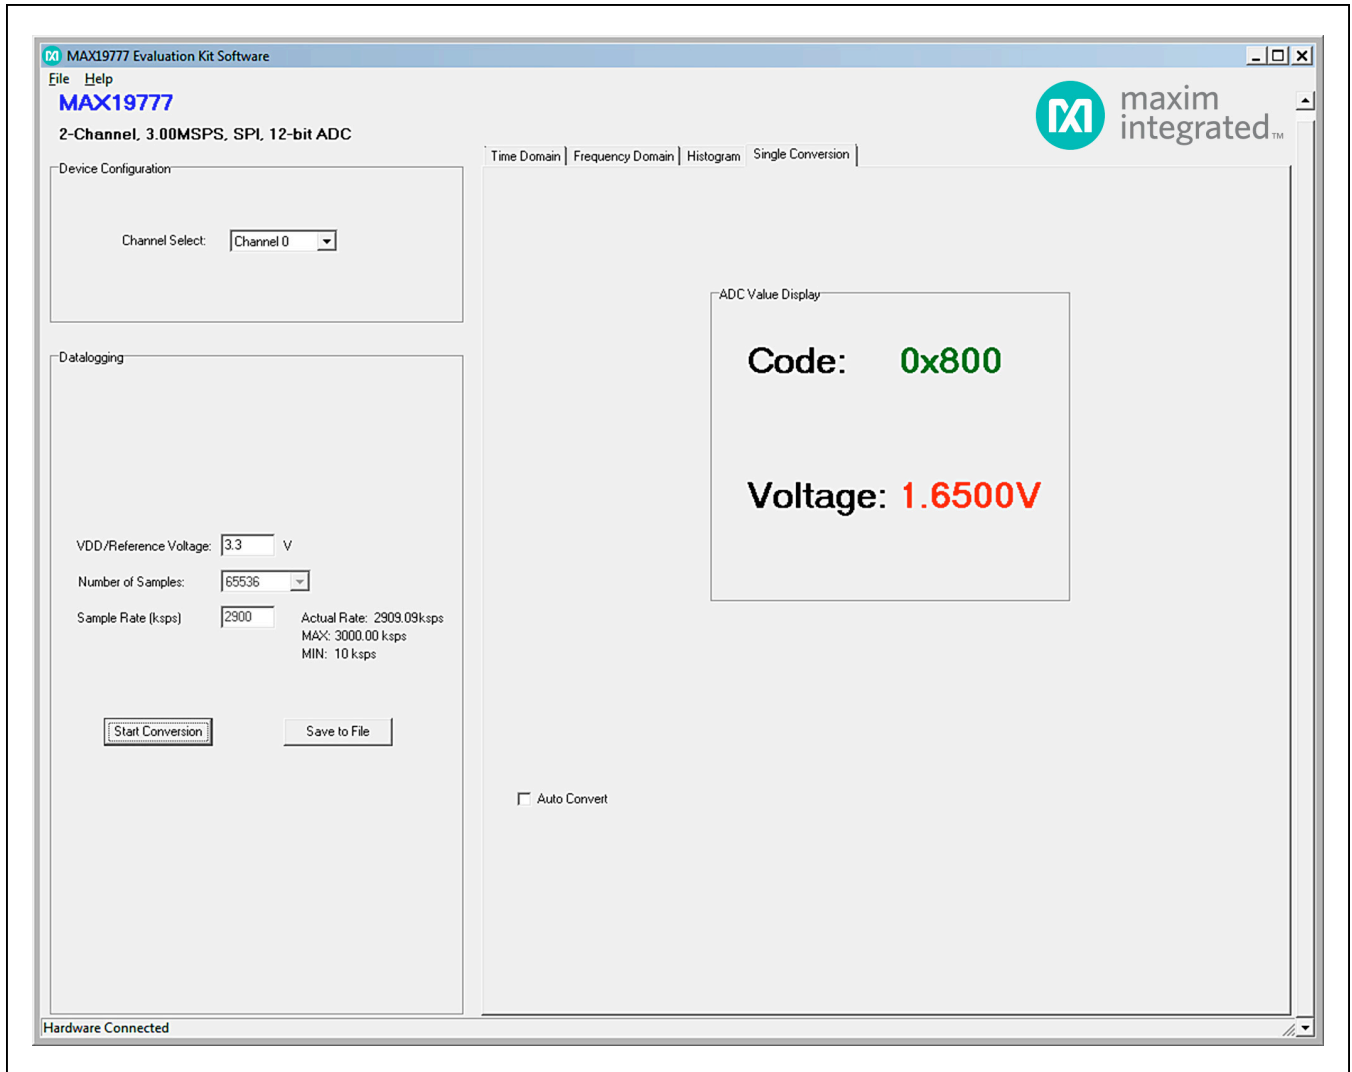 MAX19777 Evaluation Kit Software
File Help
MAX19777
2-Channel, 3.00MSPS, SPI, 12-bit ADC
maxim
integrated™
Device Configuration
Channel Select: Channel 0
Datalogging
VDD/Reference Voltage: 3.3 V
Number of Samples: 65536
Sample Rate (ksps) 2900 Actual Rate: 2909.09ksps
MAX: 3000.00 ksps
MIN: 10 ksps
Start Conversion Save to File
Time Domain Frequency Domain Histogram Single Conversion
ADC Value Display
Code: 0x800
Voltage: 1.6500V
Auto Convert
Hardware Connected